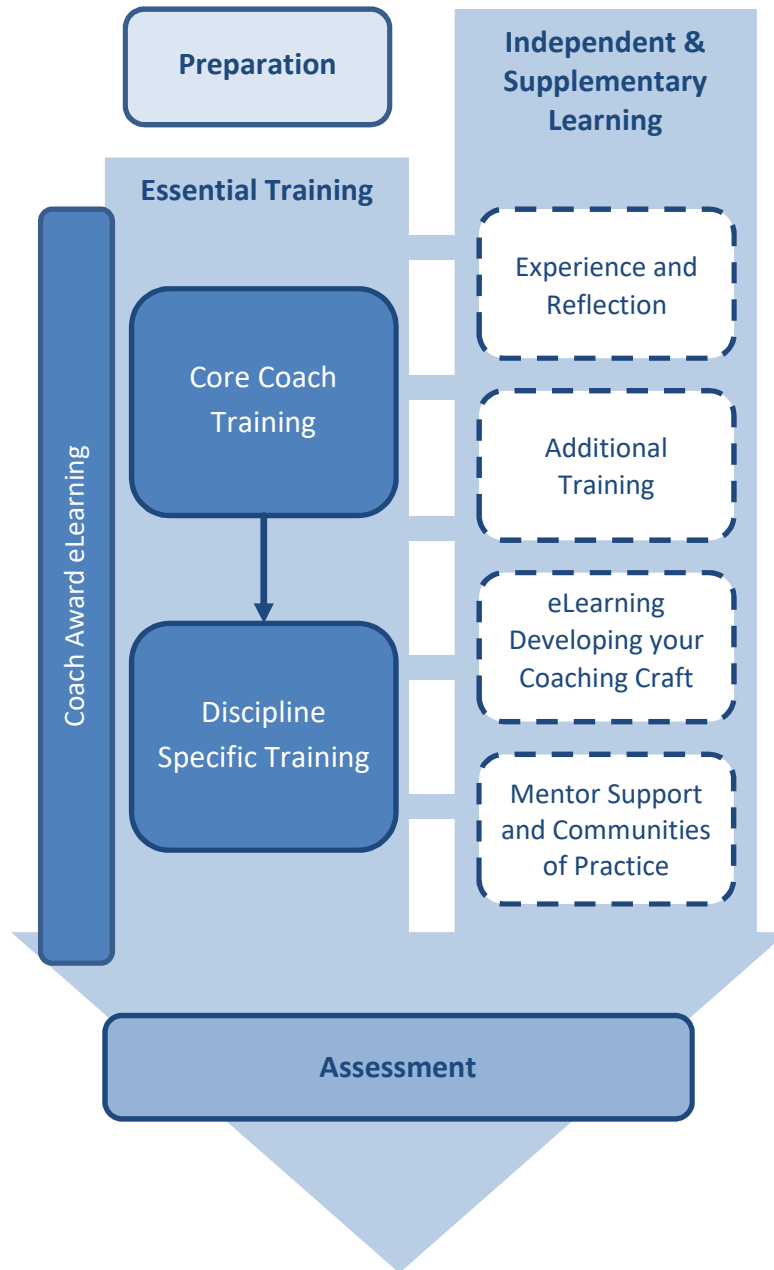 Preparation
Independent &
Supplementary
Learning
Essential Training
Coach Award eLearning
Core Coach
Training
Discipline
Specific Training
Experience and
Reflection
Additional
Training
eLearning
Developing your
Coaching Craft
Mentor Support
and Communities
of Practice
Assessment